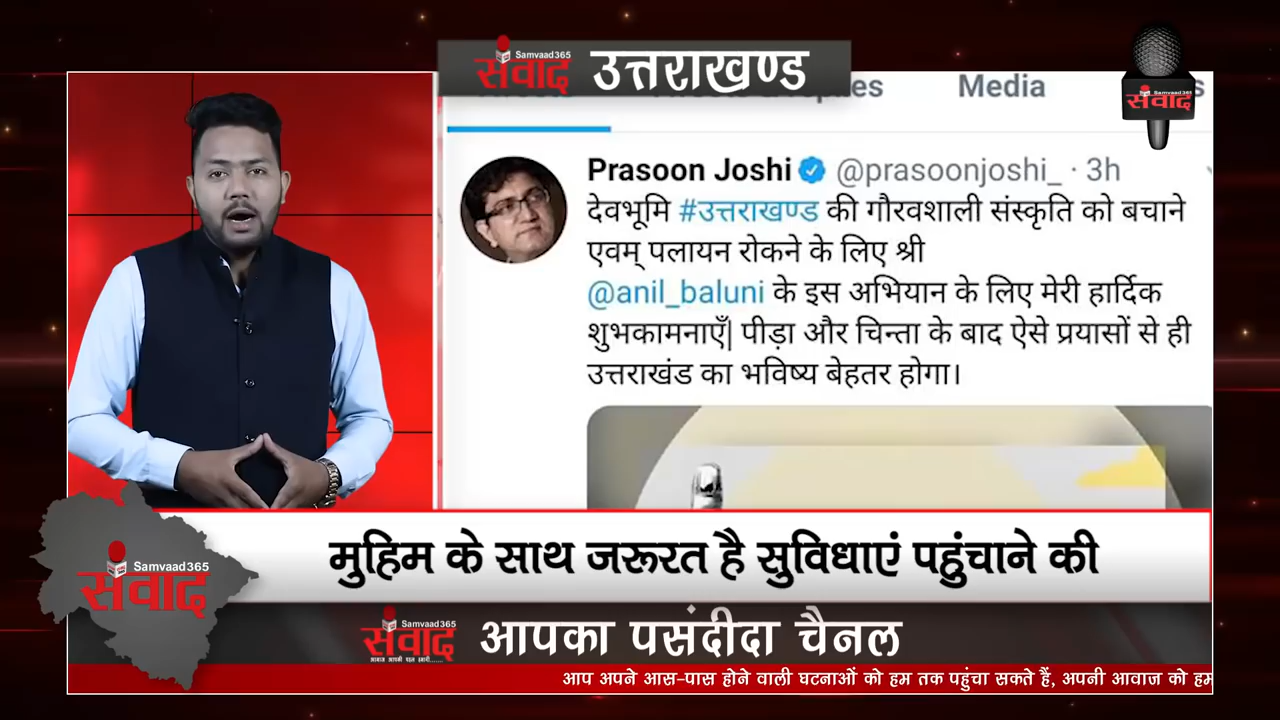 Samvaad365
संवाद उत्तराखण्ड
Media
Samvaad365
संवाद
Prasoon Joshi @prasoonjoshi_ · 3h
देवभूमि #उत्तराखण्ड की गौरवशाली संस्कृति को बचाने
एवम् पलायन रोकने के लिए श्री
@anil_baluni के इस अभियान के लिए मेरी हार्दिक
शुभकामनाएँ| पीड़ा और चिन्ता के बाद ऐसे प्रयासों से ही
उत्तराखंड का भविष्य बेहतर होगा।
मुहिम के साथ जरूरत है सुविधाएं पहुंचाने की
Samvaad365
संवाद
Samvaad365
संवाद आपका पसंदीदा चैनल
आप अपने आस-पास होने वाली घटनाओं को हम तक पहुंचा सकते हैं, अपनी आवाज को हम